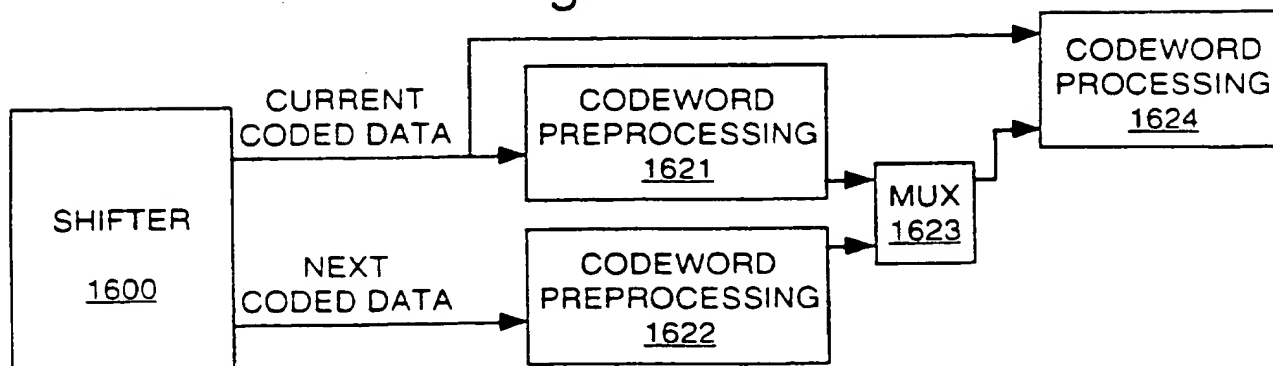 CURRENT
CODED DATA
CODEWORD
PREPROCESSING
1621
CODEWORD
PROCESSING
1624
SHIFTER
1600
MUX
1623
NEXT
CODED DATA
CODEWORD
PREPROCESSING
1622